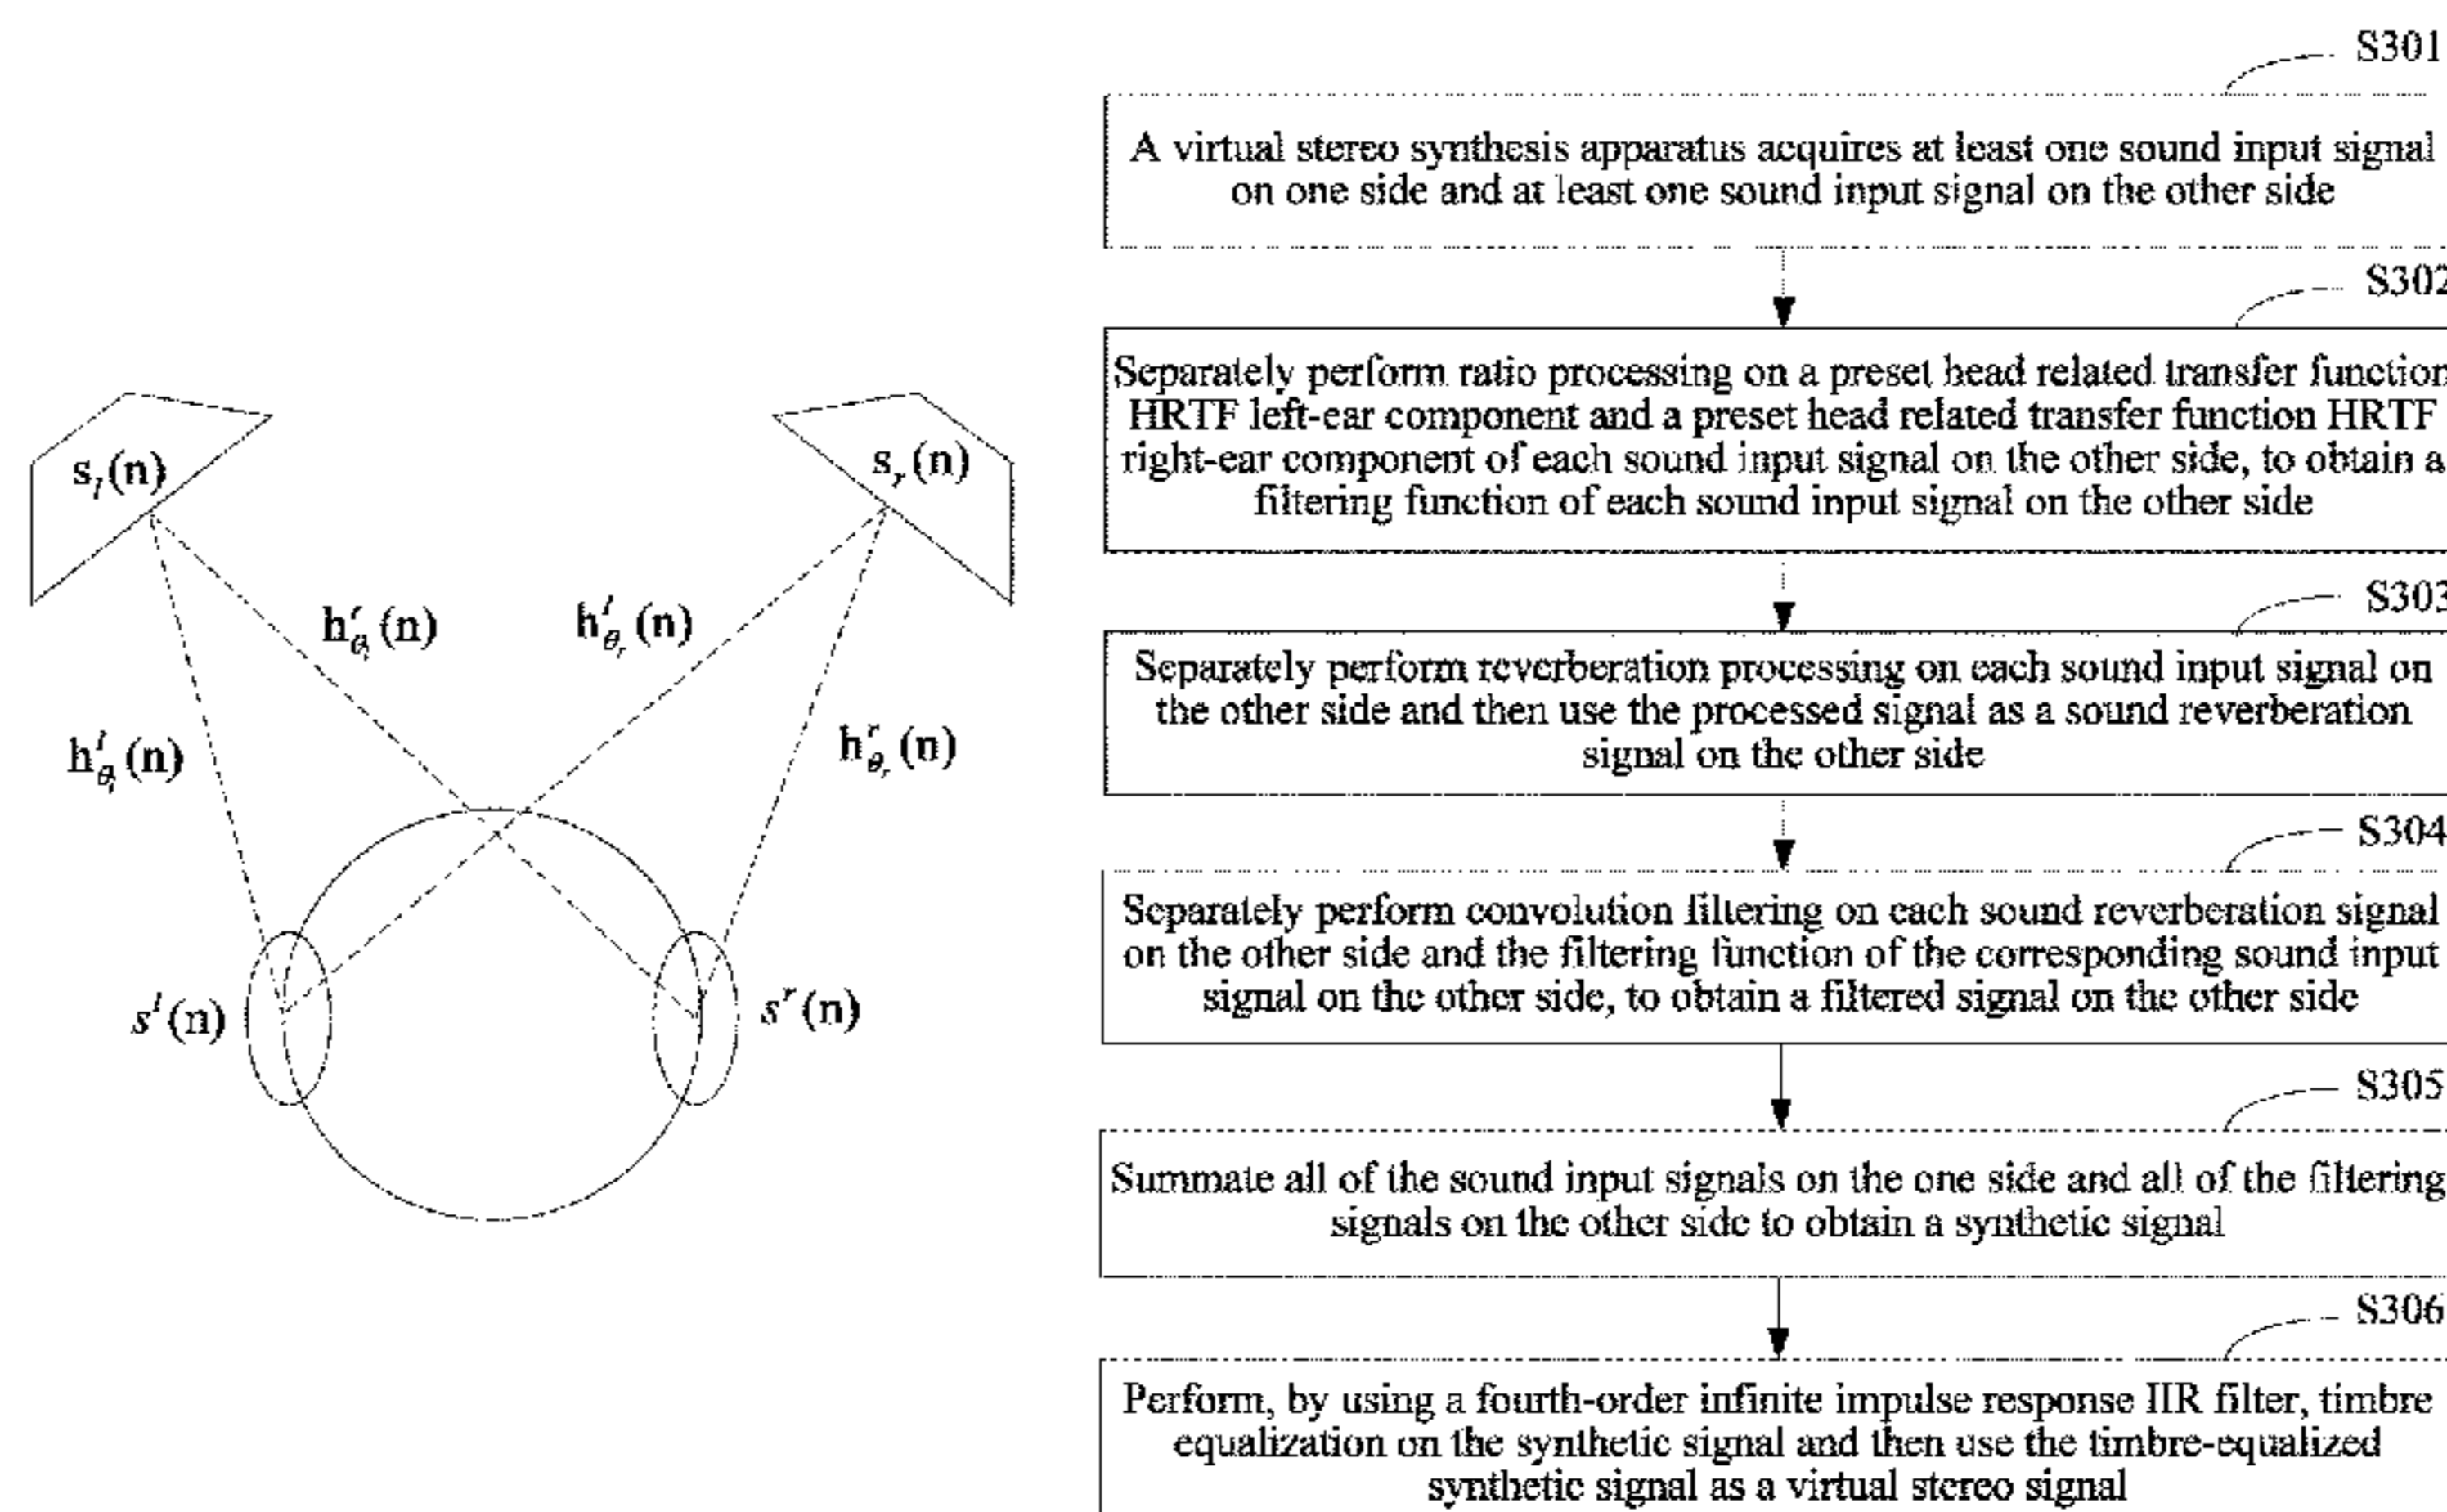 s_l(n)
s_r(n)
h^r_{θ_l}(n)
h^l_{θ_r}(n)
h^l_{θ_l}(n)
h^r_{θ_r}(n)
s^l(n)
s^r(n)
S301
A virtual stereo synthesis apparatus acquires at least one sound input signal
on one side and at least one sound input signal on the other side
S302
Separately perform ratio processing on a preset head related transfer function
HRTF left-ear component and a preset head related transfer function HRTF
right-ear component of each sound input signal on the other side, to obtain a
filtering function of each sound input signal on the other side
S303
Separately perform reverberation processing on each sound input signal on
the other side and then use the processed signal as a sound reverberation
signal on the other side
S304
Separately perform convolution filtering on each sound reverberation signal
on the other side and the filtering function of the corresponding sound input
signal on the other side, to obtain a filtered signal on the other side
S305
Summate all of the sound input signals on the one side and all of the filtering
signals on the other side to obtain a synthetic signal
S306
Perform, by using a fourth-order infinite impulse response IIR filter, timbre
equalization on the synthetic signal and then use the timbre-equalized
synthetic signal as a virtual stereo signal